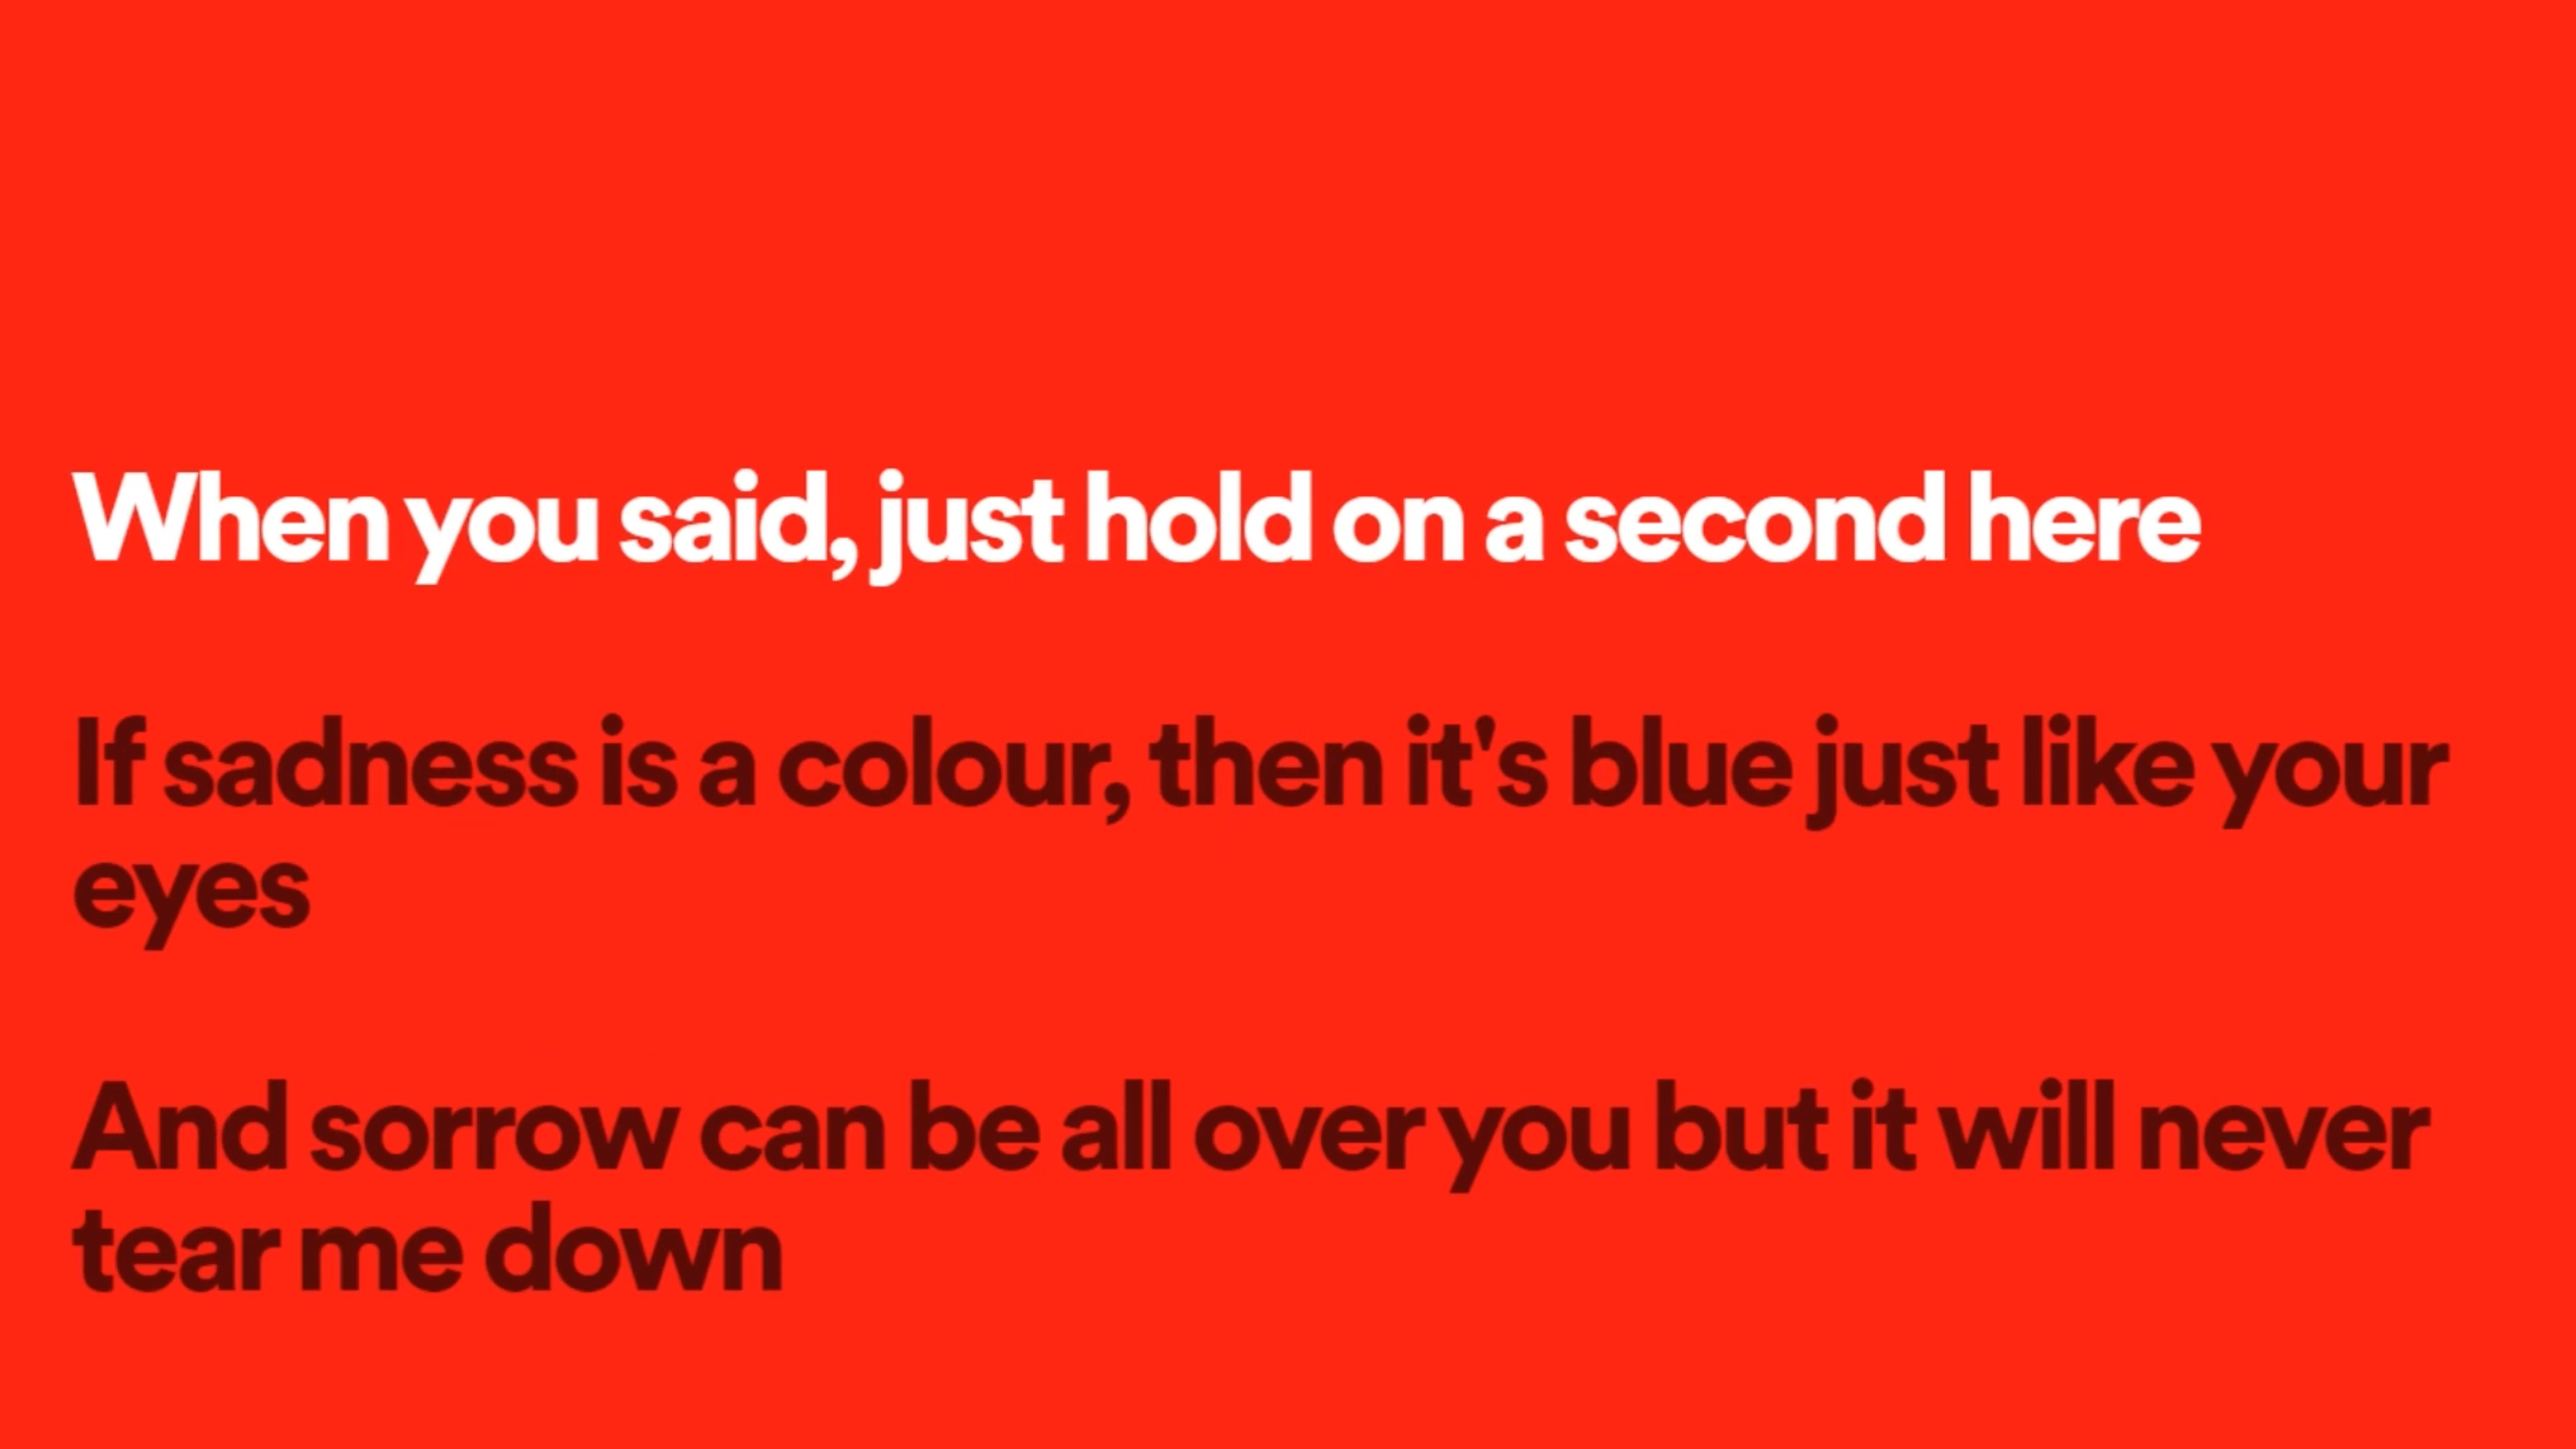 When you said, just hold on a second here
If sadness is a colour, then it's blue just like your
eyes
And sorrow can be all over you but it will never
tear me down